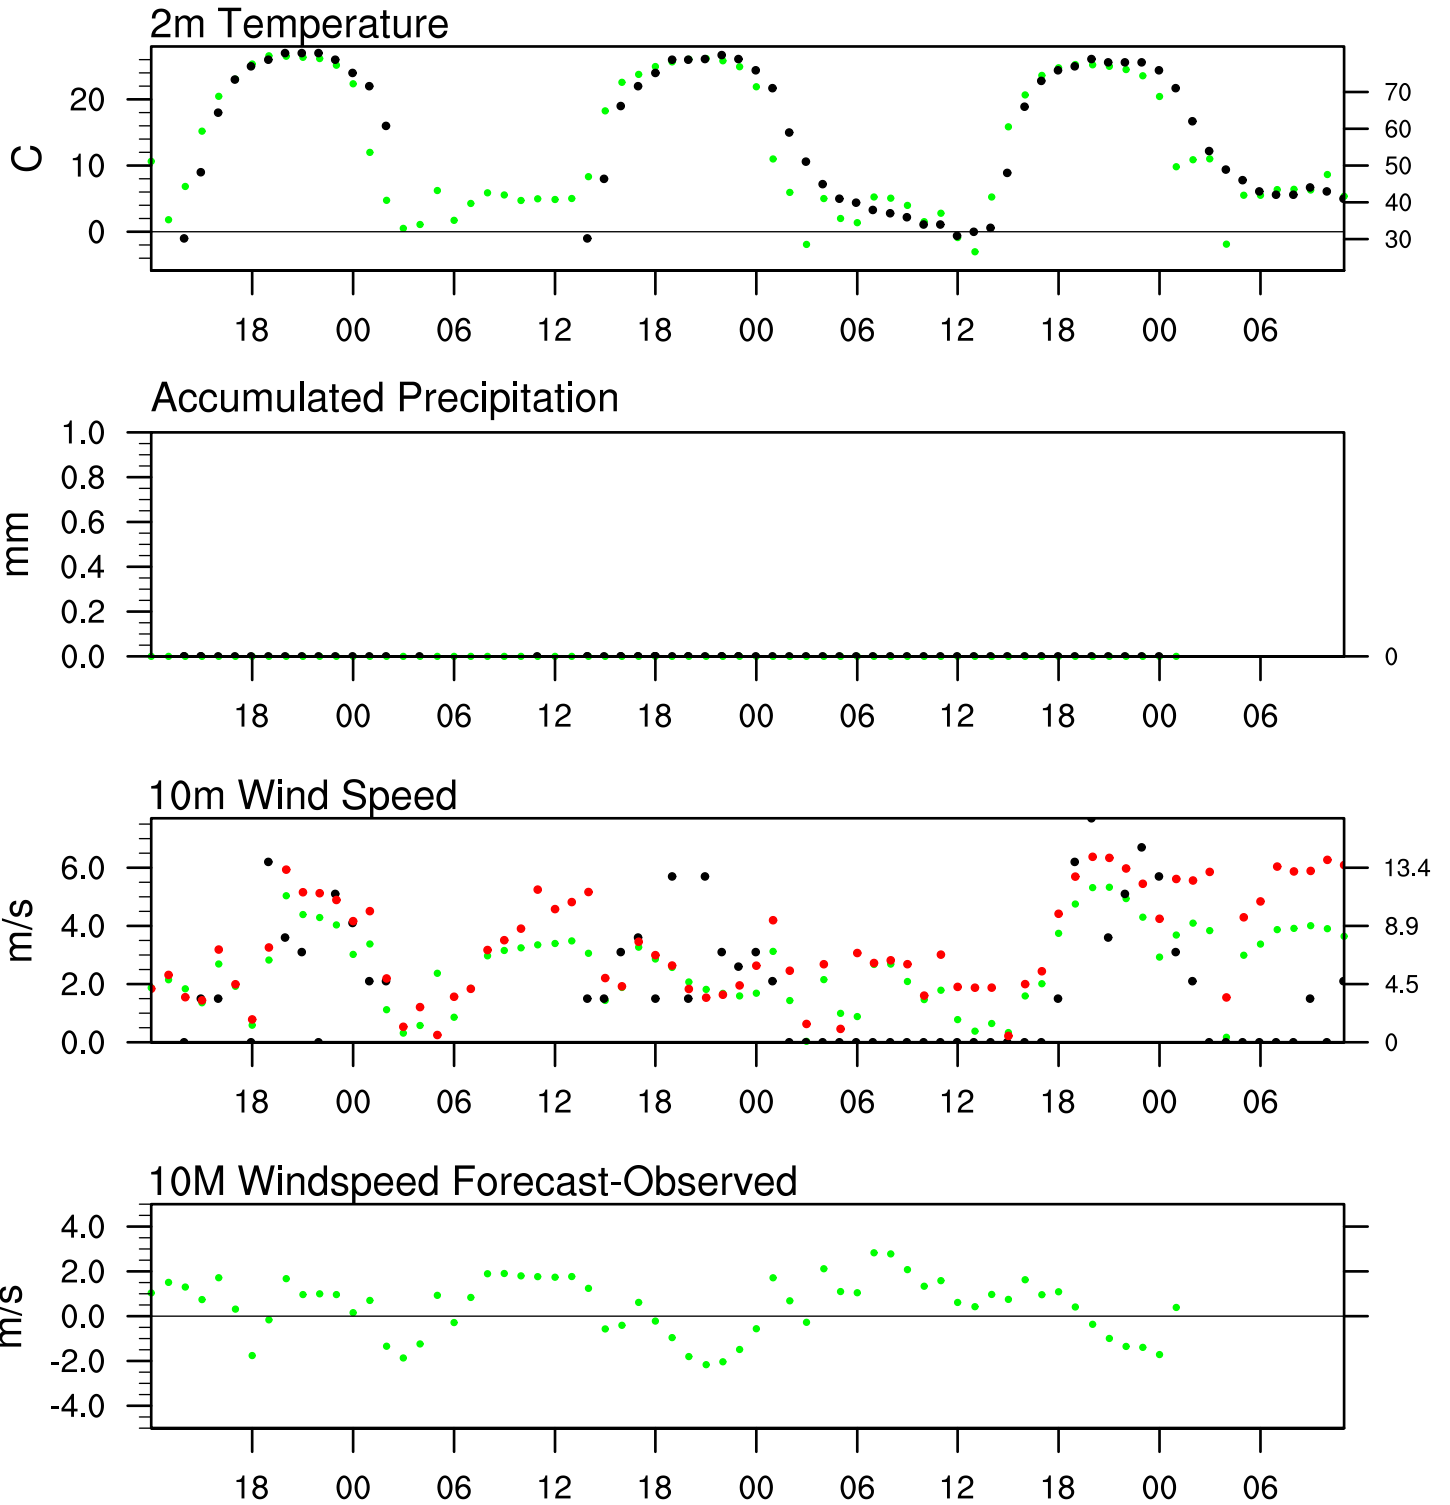 2m Temperature
20
10
0
C
70
60
50
40
30
18 00 06 12 18 00 06 12 18 00 06
Accumulated Precipitation
1.0
0.8
0.6
0.4
0.2
0.0
mm
0
18 00 06 12 18 00 06 12 18 00 06
10m Wind Speed
6.0
4.0
2.0
0.0
m/s
13.4
8.9
4.5
0
18 00 06 12 18 00 06 12 18 00 06
10M Windspeed Forecast-Observed
4.0
2.0
0.0
-2.0
-4.0
m/s
18 00 06 12 18 00 06 12 18 00 06